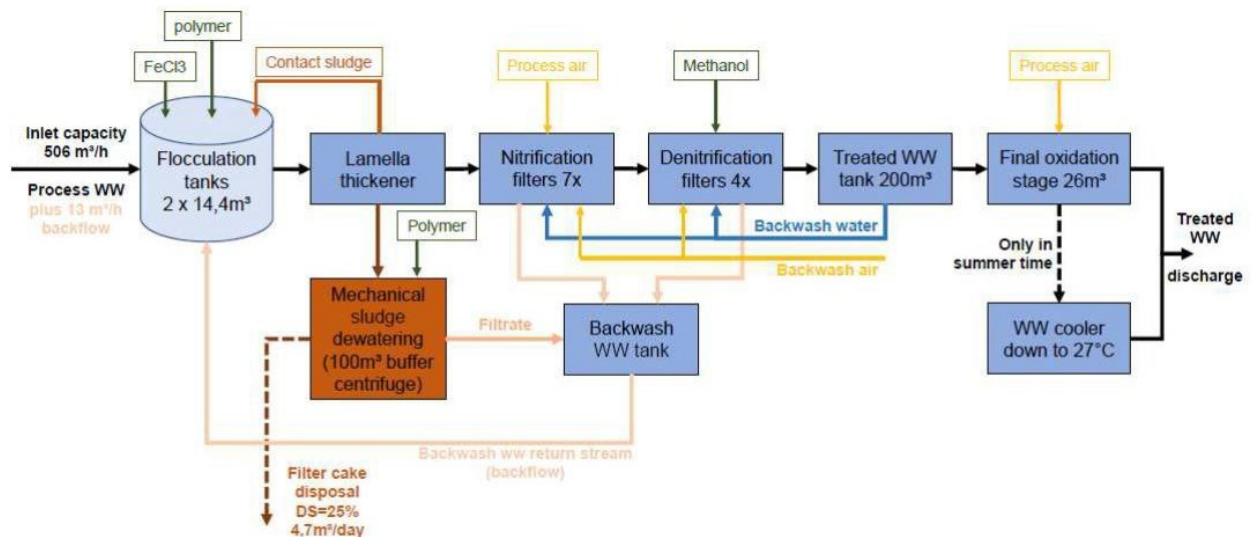 polymer
FeCl3
Contact sludge
Process air
Methanol
Process air
Inlet capacity
506 m³/h
Process WW
plus 13 m³/h
backflow
Flocculation
tanks
2 x 14,4m³
Lamella
thickener
Nitrification
filters 7x
Denitrification
filters 4x
Treated WW
tank 200m³
Final oxidation
stage 26m³
Backwash water
Backwash air
Only in
summer time
Treated
WW
discharge
Polymer
Mechanical
sludge
dewatering
(100m³ buffer
centrifuge)
Filtrate
Backwash
WW tank
WW cooler
down to 27°C
Backwash ww return stream
(backflow)
Filter cake
disposal
DS=25%
4,7m³/day